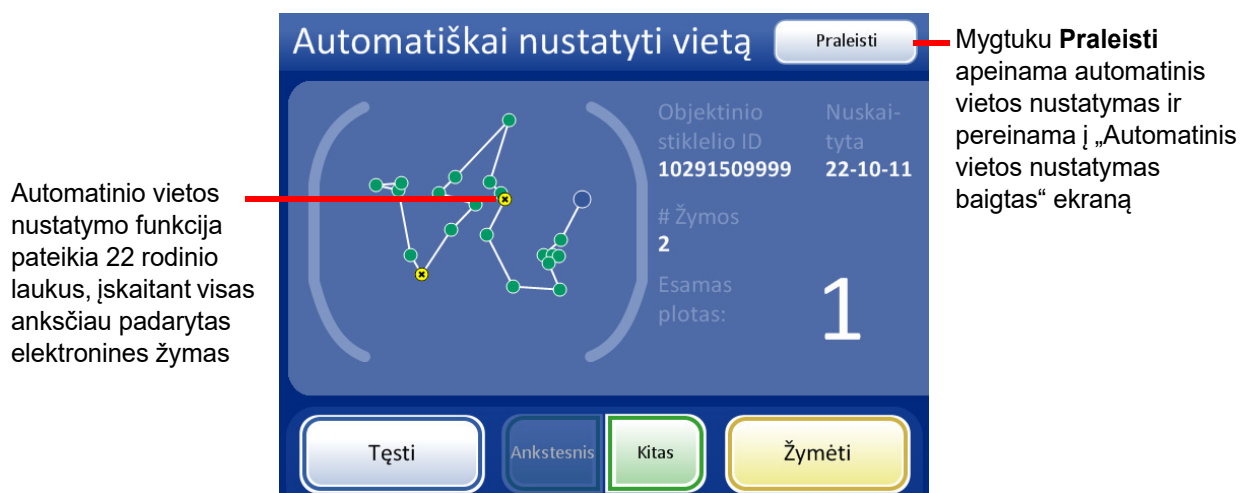 Automatiškai nustatyti vietą
Praleisti
Mygtuku Praleisti
apeinama automatinis
vietos nustatymas ir
pereinama į „Automatinis
vietos nustatymas
baigtas“ ekraną
Automatinio vietos
nustatymo funkcija
pateikia 22 rodinio
laukus, įskaitant visas
anksčiau padarytas
elektronines žymas
Objektinio
stiklelio ID
10291509999
Nuskai-
tyta
22-10-11
# Žymos
2
Esamas
plotas:
1
Tęsti
Ankstesnis
Kitas
Žymėti